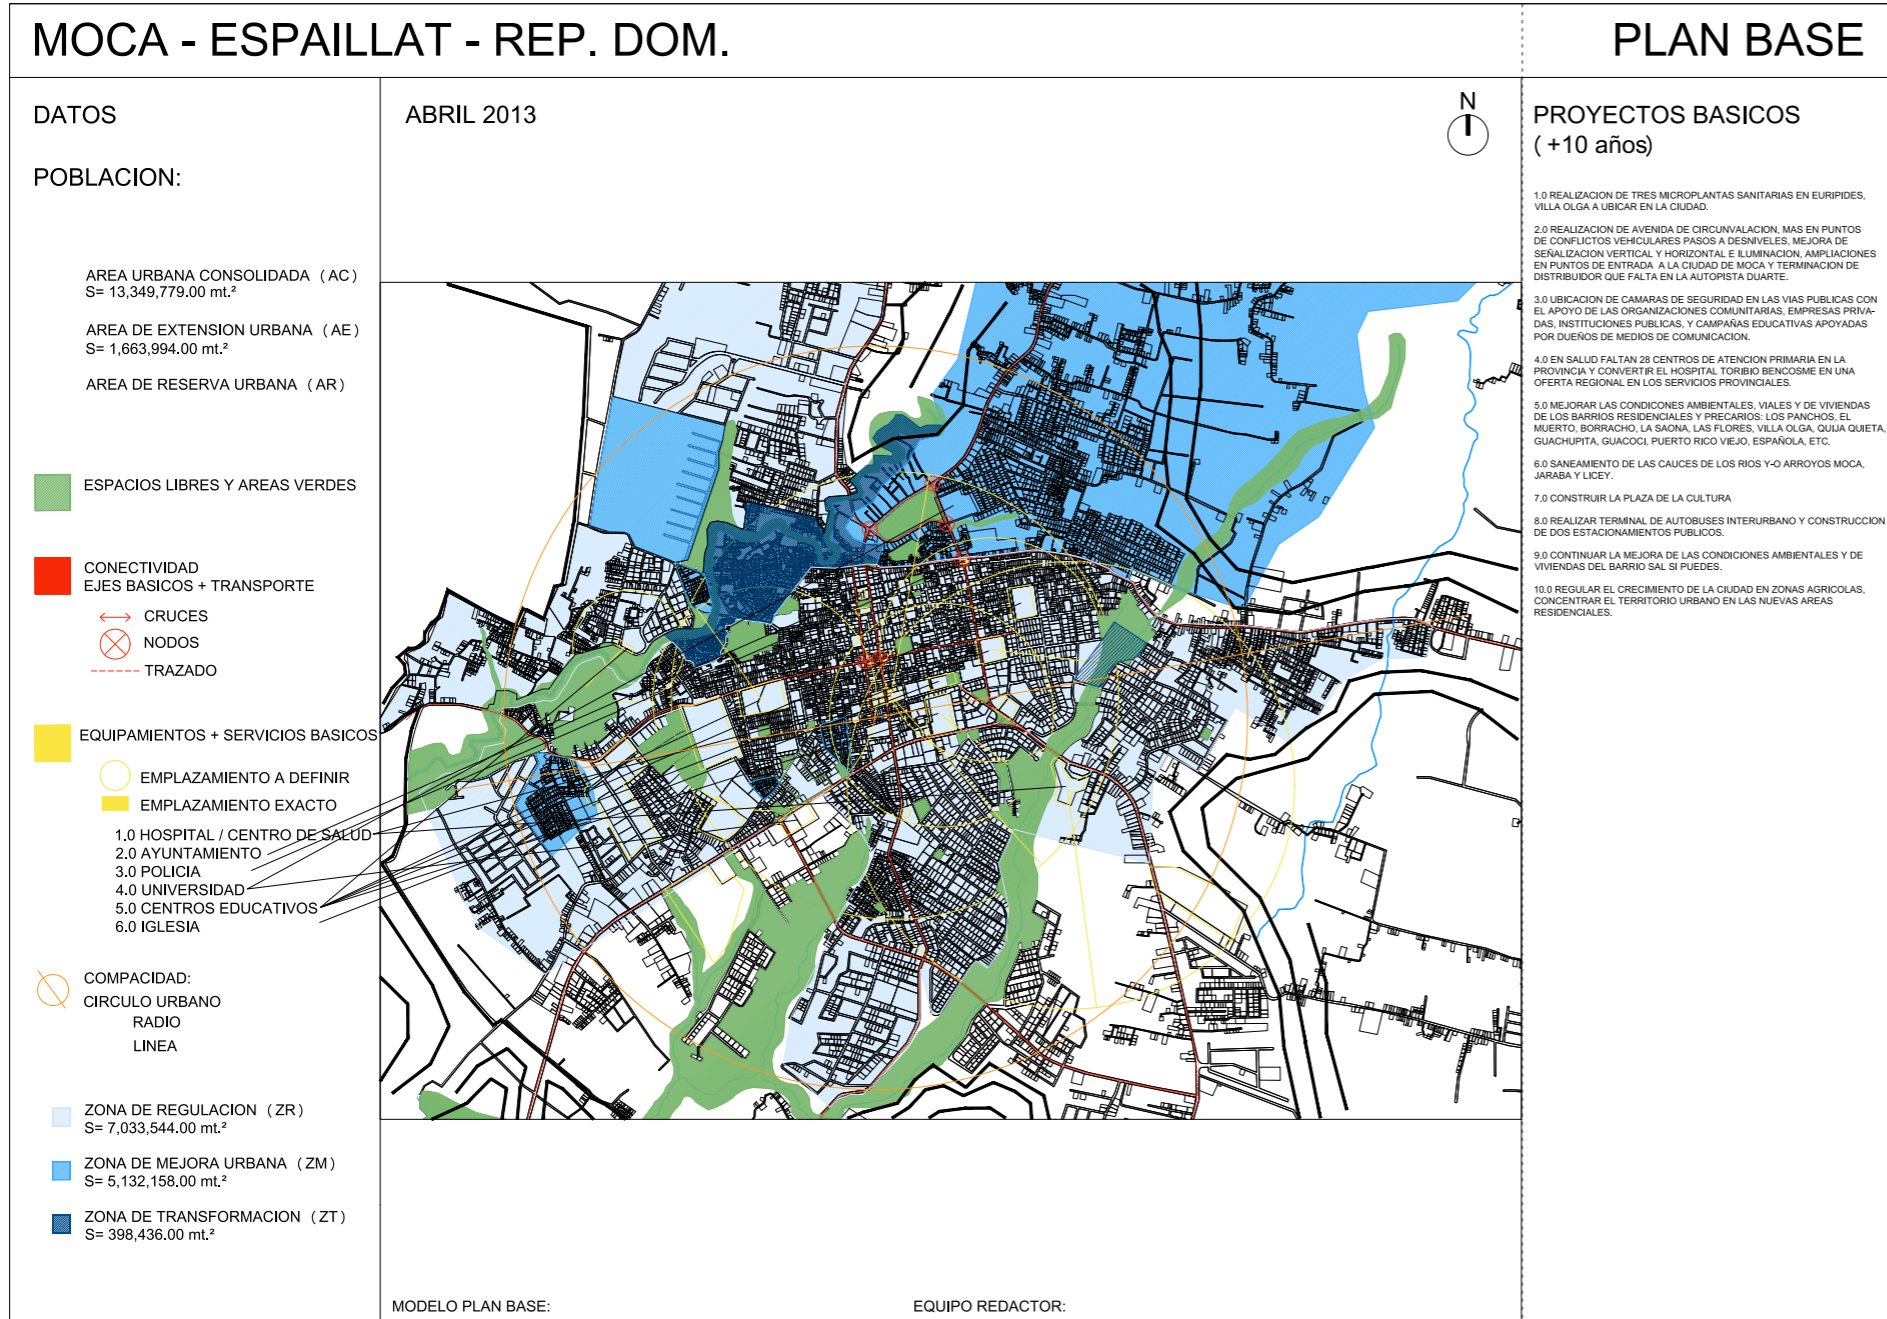 MOCA - ESPAILLAT - REP. DOM.
PLAN BASE
DATOS
POBLACION:
AREA URBANA CONSOLIDADA ( AC )
S= 13,349,779.00 mt.²
AREA DE EXTENSION URBANA ( AE )
S= 1,663,994.00 mt.²
AREA DE RESERVA URBANA ( AR )
ESPACIOS LIBRES Y AREAS VERDES
CONECTIVIDAD
EJES BASICOS + TRANSPORTE
CRUCES
NODOS
TRAZADO
EQUIPAMIENTOS + SERVICIOS BASICOS
EMPLAZAMIENTO A DEFINIR
EMPLAZAMIENTO EXACTO
1.0 HOSPITAL / CENTRO DE SALUD
2.0 AYUNTAMIENTO
3.0 POLICIA
4.0 UNIVERSIDAD
5.0 CENTROS EDUCATIVOS
6.0 IGLESIA
COMPACIDAD:
CIRCULO URBANO
RADIO
LINEA
ZONA DE REGULACION ( ZR )
S= 7,033,544.00 mt.²
ZONA DE MEJORA URBANA ( ZM )
S= 5,132,158.00 mt.²
ZONA DE TRANSFORMACION ( ZT )
S= 398,436.00 mt.²
ABRIL 2013
N
MODELO PLAN BASE:
EQUIPO REDACTOR:
PROYECTOS BASICOS
( +10 años)
1.0 REALIZACION DE TRES MICROPLANTAS SANITARIAS EN EURIPIDES,
VILLA OLGA A UBICAR EN LA CIUDAD.
2.0 REALIZACION DE AVENIDA DE CIRCUNVALACION, MAS EN PUNTOS
DE CONFLICTOS VEHICULARES PASOS A DESNIVELES, MEJORA DE
SEÑALIZACION VERTICAL Y HORIZONTAL E ILUMINACION, AMPLIACIONES
EN PUNTOS DE ENTRADA A LA CIUDAD DE MOCA Y TERMINACION DE
DISTRIBUIDOR QUE FALTA EN LA AUTOPISTA DUARTE.
3.0 UBICACION DE CAMARAS DE SEGURIDAD EN LAS VIAS PUBLICAS CON
EL APOYO DE LAS ORGANIZACIONES COMUNITARIAS, EMPRESAS PRIVA-
DAS, INSTITUCIONES PUBLICAS, Y CAMPAÑAS EDUCATIVAS APOYADAS
POR DUEÑOS DE MEDIOS DE COMUNICACION.
4.0 EN SALUD FALTAN 28 CENTROS DE ATENCION PRIMARIA EN LA
PROVINCIA Y CONVERTIR EL HOSPITAL TORIBIO BENCOSME EN UNA
OFERTA REGIONAL EN LOS SERVICIOS PROVINCIALES.
5.0 MEJORAR LAS CONDICONES AMBIENTALES, VIALES Y DE VIVIENDAS
DE LOS BARRIOS RESIDENCIALES Y PRECARIOS: LOS PANCHOS, EL
MUERTO, BORRACHO, LA SAONA, LAS FLORES, VILLA OLGA, QUIJA QUIETA,
GUACHUPITA, GUACOCI, PUERTO RICO VIEJO, ESPAÑOLA, ETC.
6.0 SANEAMIENTO DE LAS CAUCES DE LOS RIOS Y-O ARROYOS MOCA,
JARABA Y LICEY.
7.0 CONSTRUIR LA PLAZA DE LA CULTURA
8.0 REALIZAR TERMINAL DE AUTOBUSES INTERURBANO Y CONSTRUCCION
DE DOS ESTACIONAMIENTOS PUBLICOS.
9.0 CONTINUAR LA MEJORA DE LAS CONDICIONES AMBIENTALES Y DE
VIVIENDAS DEL BARRIO SAL SI PUEDES.
10.0 REGULAR EL CRECIMIENTO DE LA CIUDAD EN ZONAS AGRICOLAS,
CONCENTRAR EL TERRITORIO URBANO EN LAS NUEVAS AREAS
RESIDENCIALES.